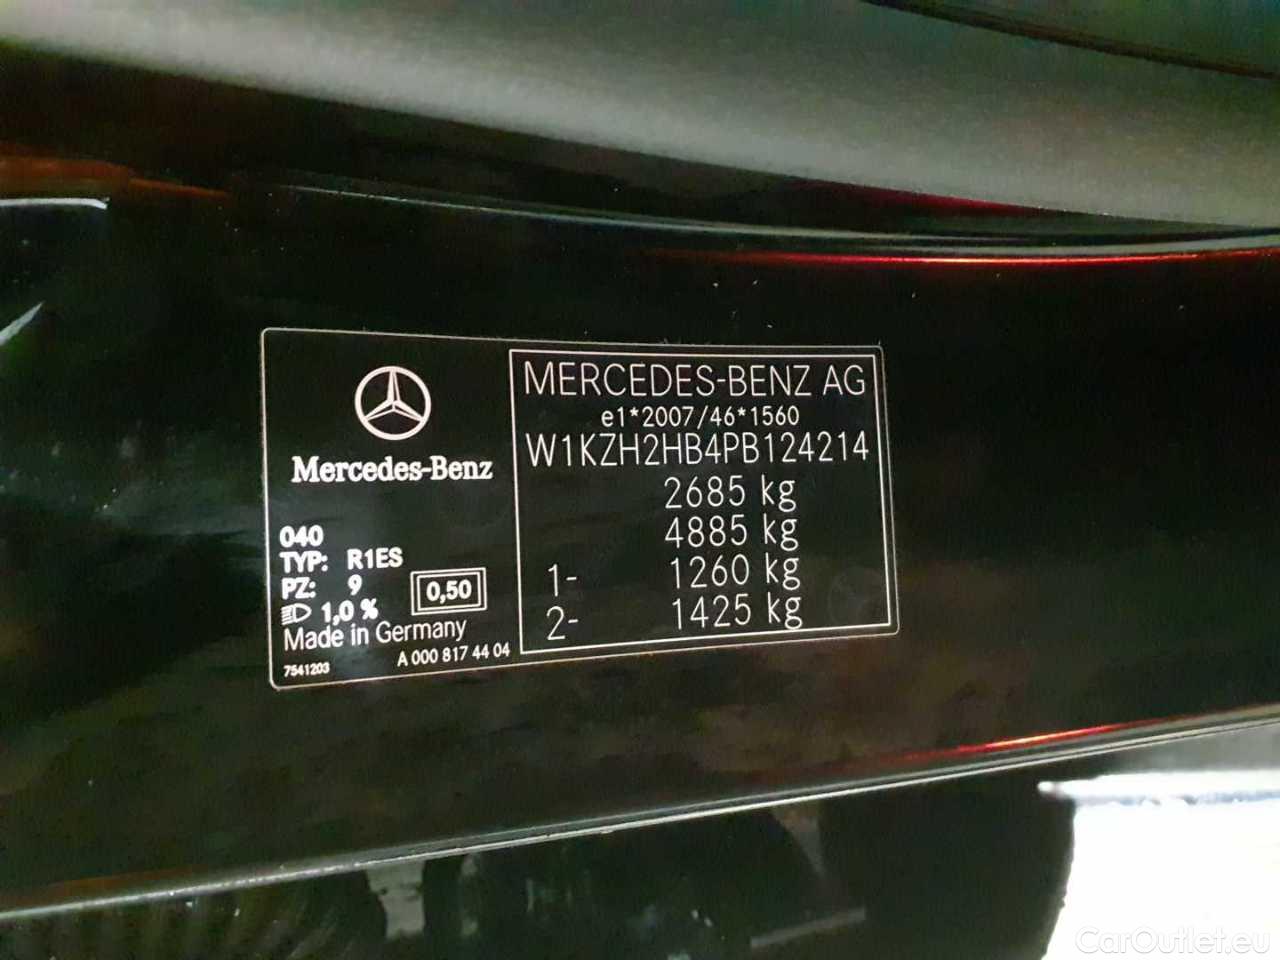 Mercedes-Benz
040
TYP: R1ES
PZ: 9
1,0 %
0,50
Made in Germany
7541203
A 000 817 44 04
MERCEDES-BENZ AG
e1*2007/46*1560
W1KZH2HB4PB124214
2685 kg
4885 kg
1- 1260 kg
2- 1425 kg
CarOutlet.eu